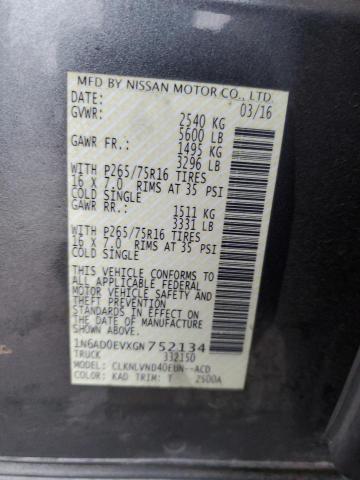 MFD BY NISSAN MOTOR CO., LTD.
DATE: 03/16
GVWR: 2540 KG
5600 LB
GAWR FR.: 1495 KG
3296 LB
WITH P265/75R16 TIRES
16 X 7.0 RIMS AT 35 PSI
COLD SINGLE
GAWR RR.: 1511 KG
3331 LB
WITH P265/75R16 TIRES
16 X 7.0 RIMS AT 35 PSI
COLD SINGLE
THIS VEHICLE CONFORMS TO
ALL APPLICABLE FEDERAL
MOTOR VEHICLE SAFETY
STANDARDS IN EFFECT ON
THE DATE OF MANUFACTURE
SHOWN ABOVE.
1N6AD0EVXGN752134
TRUCK 332150
MODEL: CLKNLVND40EUN--ACD
COLOR: KAD TRIM: T 2500A